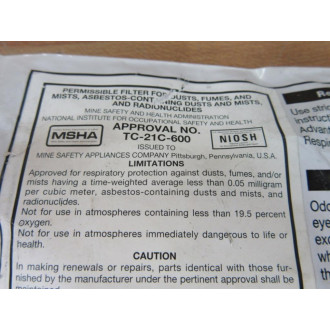 PERMISSIBLE FILTER FOR DUSTS, FUMES, AND
MISTS, ASBESTOS-CONT ING DUSTS AND MISTS,
AND RADIONUCLIDES
MINE SAFETY AND HEALTH ADMINISTRATION
NATIONAL INSTITUTE FOR OCCUPATIONAL SAFETY AND HEALTH
MSHA
APPROVAL NO.
TC-21C-600
NIOSH
ISSUED TO
MINE SAFETY APPLIANCES COMPANY Pittsburgh, Pennsylvania, U.S.A.
LIMITATIONS
Approved for respiratory protection against dusts, fumes, and/or
mists having a time-weighted average less than 0.05 milligram
per cubic meter, asbestos-containing dusts and mists, and
radionuclides.
Not for use in atmospheres containing less than 19.5 percent
oxygen.
Not for use in atmospheres immediately dangerous to life or
health.
CAUTION
In making renewals or repairs, parts identical with those fur-
nished by the manufacturer under the pertinent approval shall be
maintained.
Re
Use stri
instruct
Advan
Respi
Odo
eye
exc
wh
the